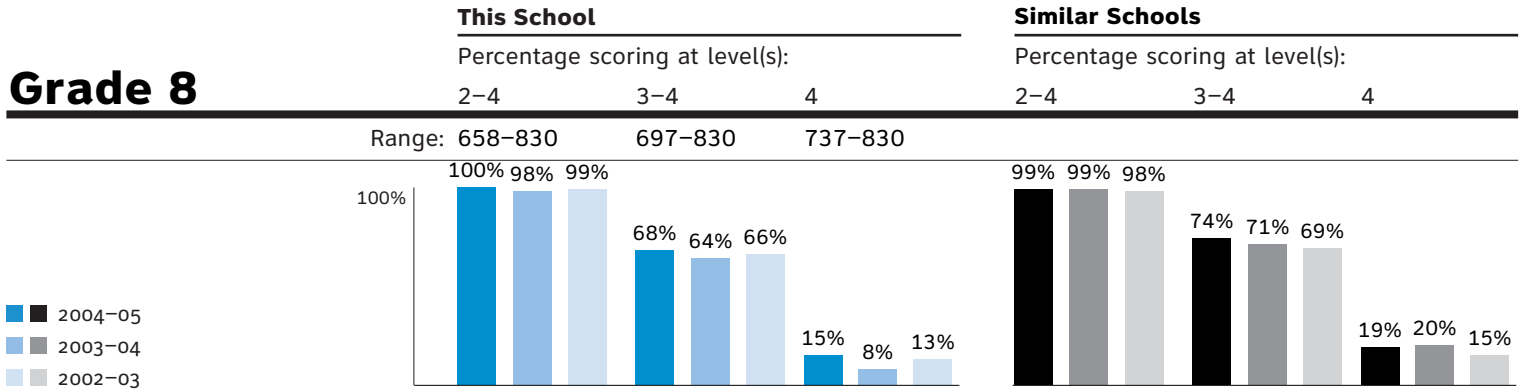 This School Similar Schools
Percentage scoring at level(s): Percentage scoring at level(s):
Grade 8
2–4 3–4 4 2–4 3–4 4
Range: 658–830 697–830 737–830
100% 98% 99% 99% 99% 98%
100%
68% 64% 66% 74% 71% 69%
15% 8% 13% 19% 20% 15%
2004–05
2003–04
2002–03